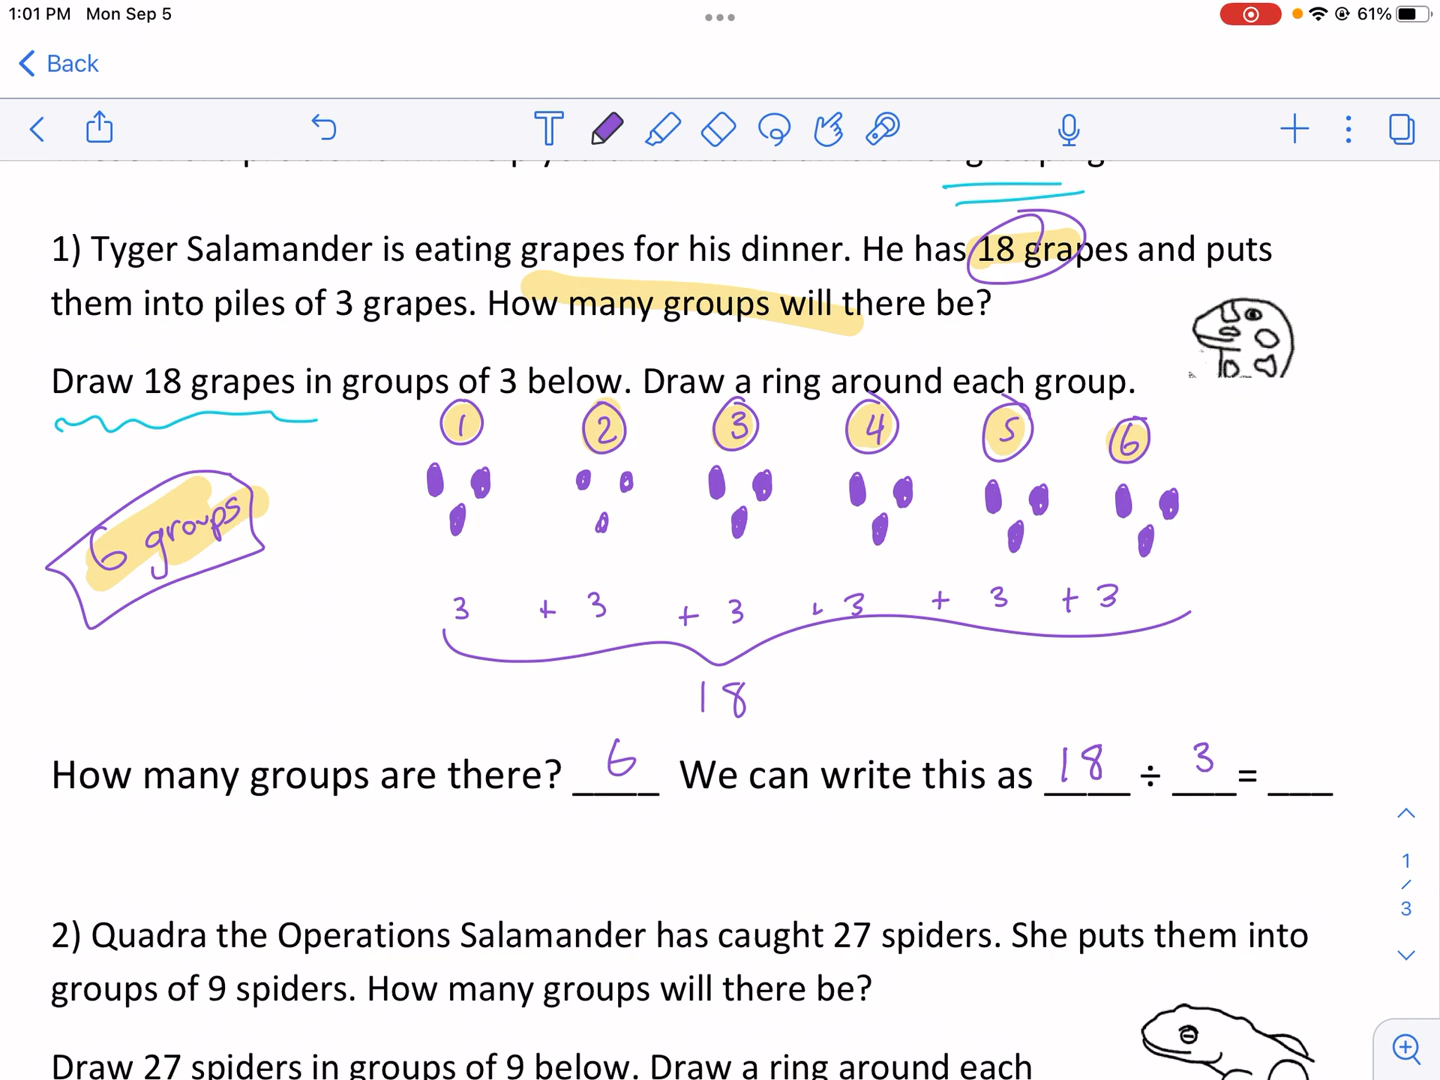 1:01 PM Mon Sep 5
61%
Back
1) Tyger Salamander is eating grapes for his dinner. He has 18 grapes and puts
them into piles of 3 grapes. How many groups will there be?
Draw 18 grapes in groups of 3 below. Draw a ring around each group.
1 2 3 4 5 6
6 groups
3 + 3 + 3 + 3 + 3 + 3
18
How many groups are there? 6 We can write this as 18 ÷ 3 = ___
1
/
3
2) Quadra the Operations Salamander has caught 27 spiders. She puts them into
groups of 9 spiders. How many groups will there be?
Draw 27 spiders in groups of 9 below. Draw a ring around each